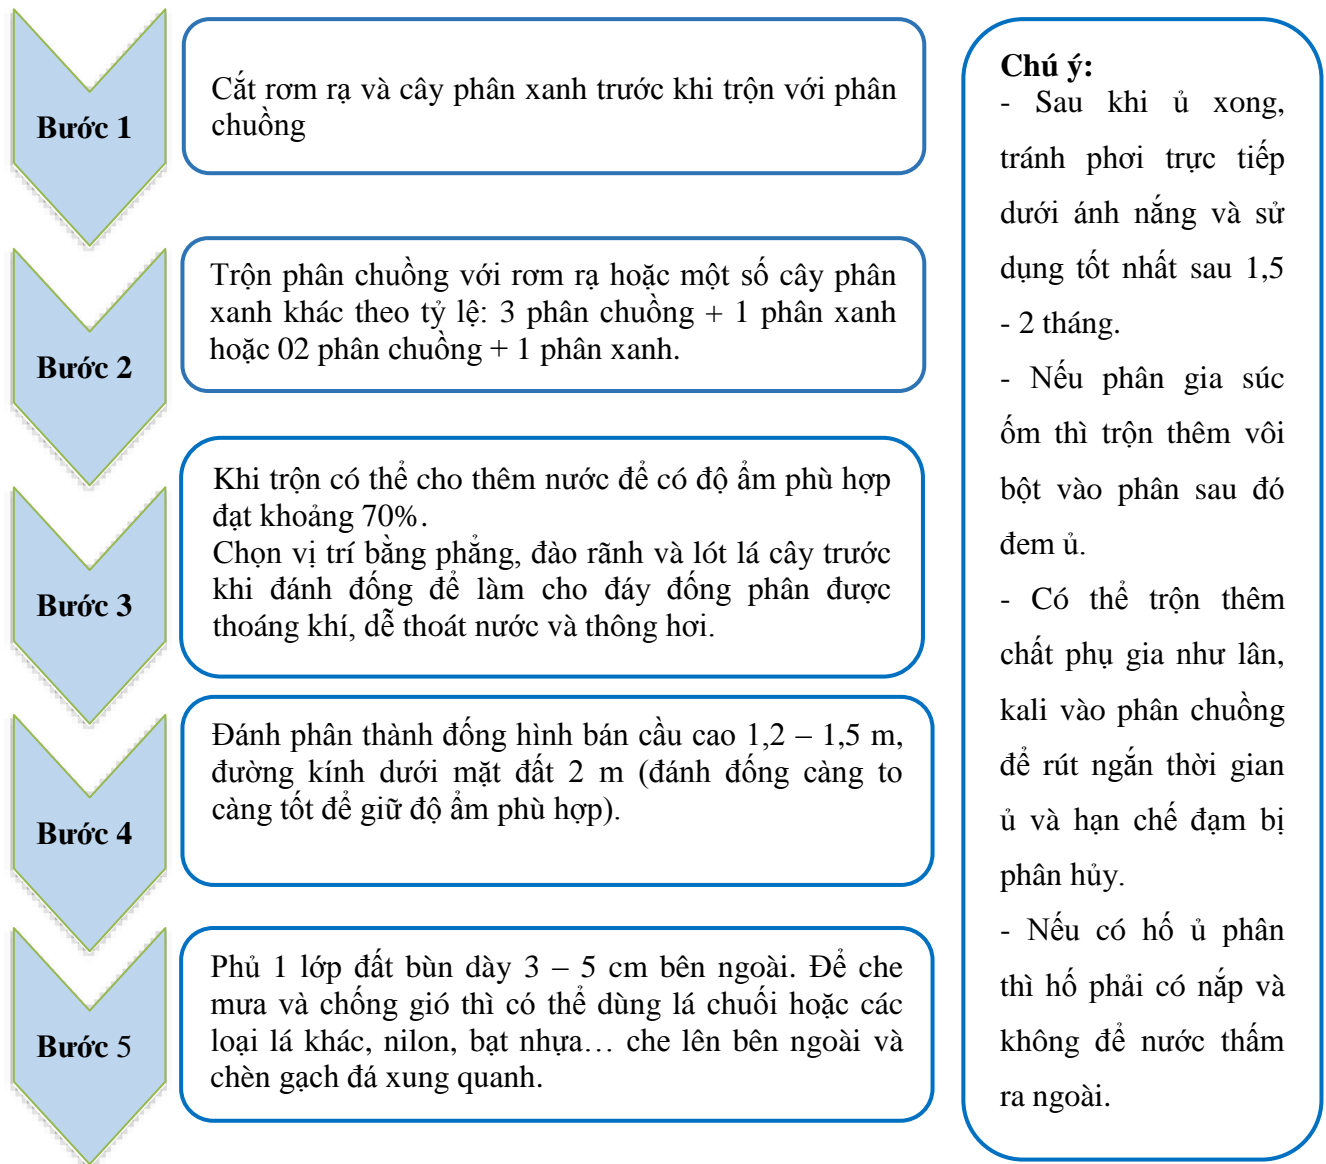 Bước 1
Cắt rơm rạ và cây phân xanh trước khi trộn với phân
chuồng
Bước 2
Trộn phân chuồng với rơm rạ hoặc một số cây phân
xanh khác theo tỷ lệ: 3 phân chuồng + 1 phân xanh
hoặc 02 phân chuồng + 1 phân xanh.
Bước 3
Khi trộn có thể cho thêm nước để có độ ẩm phù hợp
đạt khoảng 70%.
Chọn vị trí bằng phẳng, đào rãnh và lót lá cây trước
khi đánh đống để làm cho đáy đống phân được
thoáng khí, dễ thoát nước và thông hơi.
Bước 4
Đánh phân thành đống hình bán cầu cao 1,2 – 1,5 m,
đường kính dưới mặt đất 2 m (đánh đống càng to
càng tốt để giữ độ ẩm phù hợp).
Bước 5
Phủ 1 lớp đất bùn dày 3 – 5 cm bên ngoài. Để che
mưa và chống gió thì có thể dùng lá chuối hoặc các
loại lá khác, nilon, bạt nhựa… che lên bên ngoài và
chèn gạch đá xung quanh.
Chú ý:
- Sau khi ủ xong,
tránh phơi trực tiếp
dưới ánh nắng và sử
dụng tốt nhất sau 1,5
- 2 tháng.
- Nếu phân gia súc
ốm thì trộn thêm vôi
bột vào phân sau đó
đem ủ.
- Có thể trộn thêm
chất phụ gia như lân,
kali vào phân chuồng
để rút ngắn thời gian
ủ và hạn chế đạm bị
phân hủy.
- Nếu có hố ủ phân
thì hố phải có nắp và
không để nước thấm
ra ngoài.